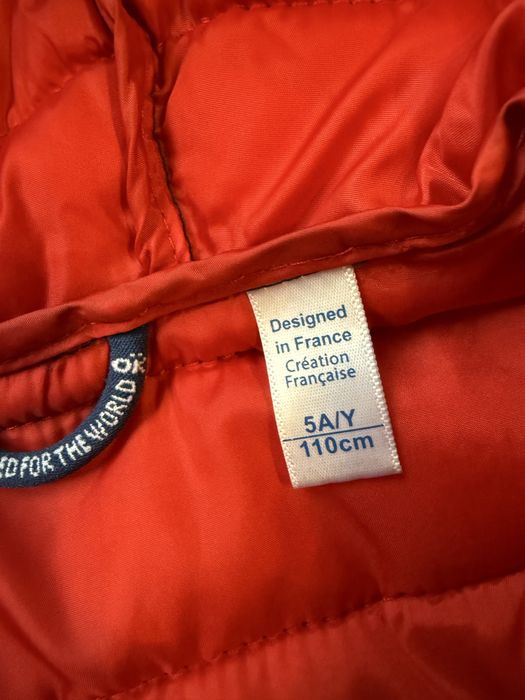 Designed
in France
Création
Française
5A/Y
110cm
FOR THE WORLD